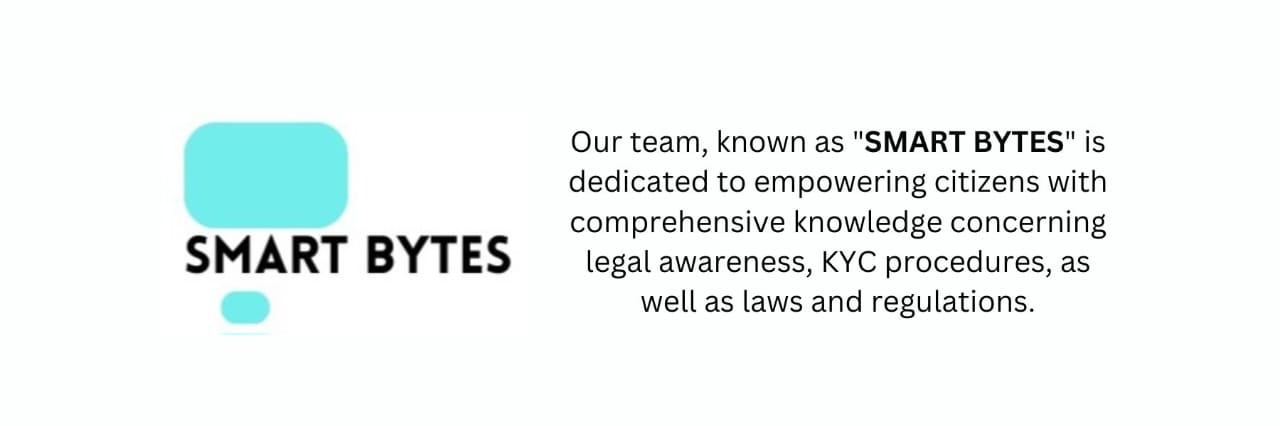 SMART BYTES
Our team, known as "SMART BYTES" is
dedicated to empowering citizens with
comprehensive knowledge concerning
legal awareness, KYC procedures, as
well as laws and regulations.